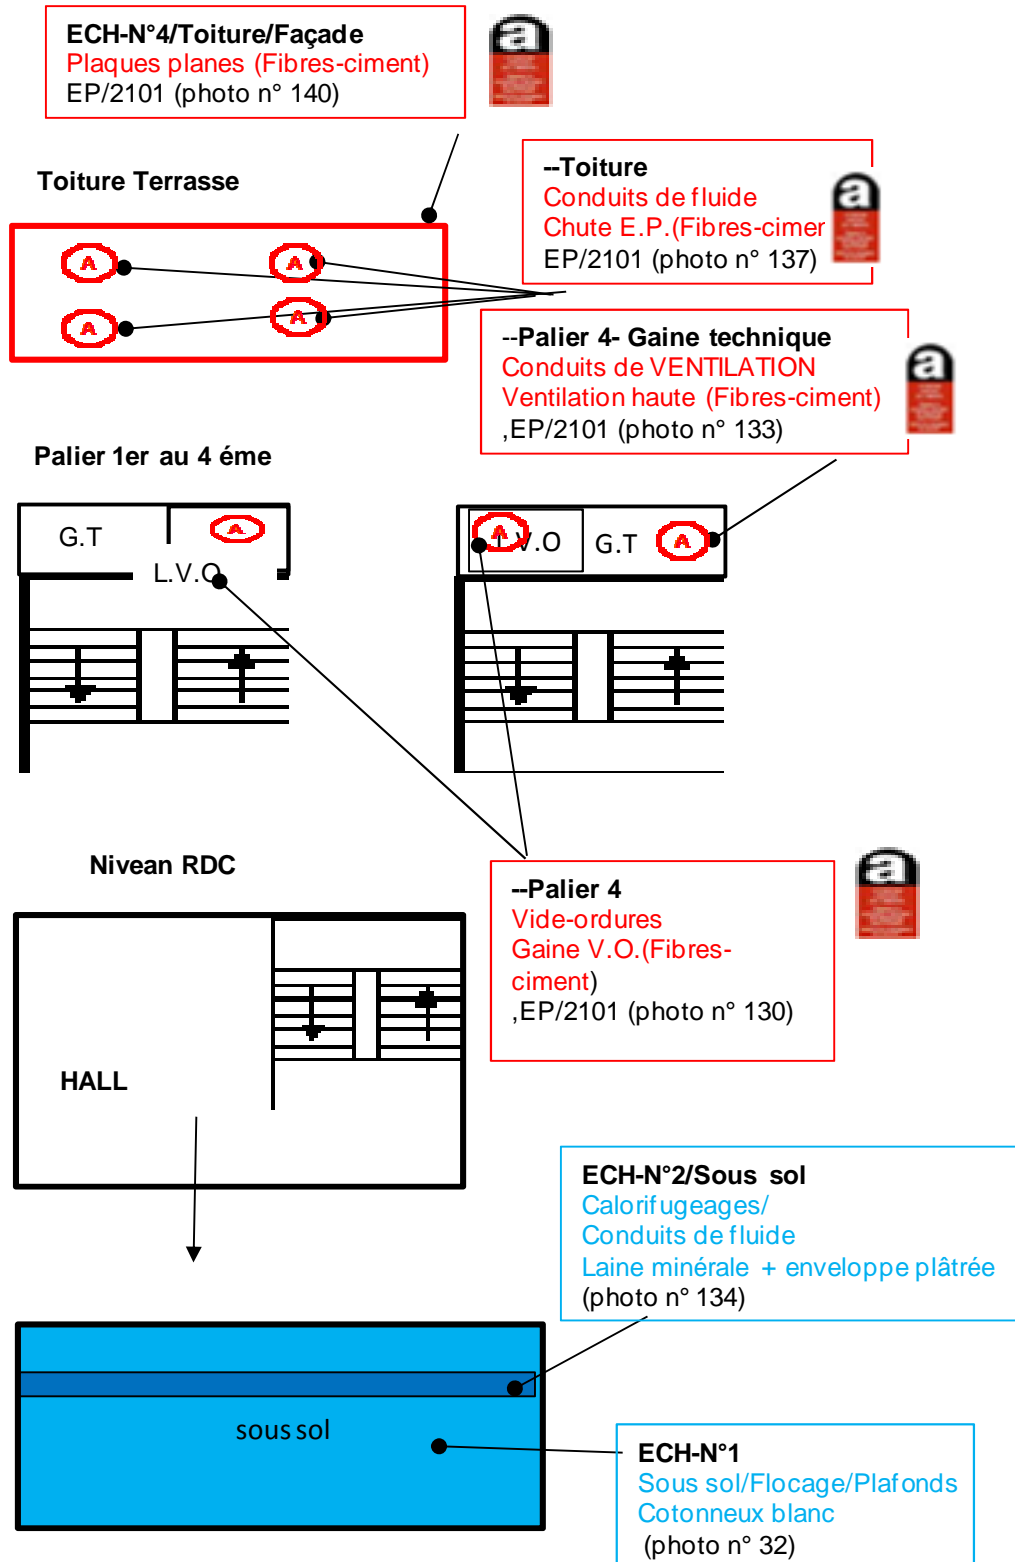 ECH-N°4/Toiture/Façade
Plaques planes (Fibres-ciment)
EP/2101 (photo n° 140)
a
Toiture Terrasse
--Toiture
Conduits de fluide
Chute E.P.(Fibres-cimer
EP/2101 (photo n° 137)
a
A
A
A
A
--Palier 4- Gaine technique
Conduits de VENTILATION
Ventilation haute (Fibres-ciment)
,EP/2101 (photo n° 133)
a
Palier 1er au 4 éme
G.T
A
L.V.O
A
V.O
G.T
A
Nivean RDC
--Palier 4
Vide-ordures
Gaine V.O.(Fibres-
ciment)
,EP/2101 (photo n° 130)
a
HALL
ECH-N°2/Sous sol
Calorifugeages/
Conduits de fluide
Laine minérale + enveloppe plâtrée
(photo n° 134)
sous sol
ECH-N°1
Sous sol/Flocage/Plafonds
Cotonneux blanc
(photo n° 32)